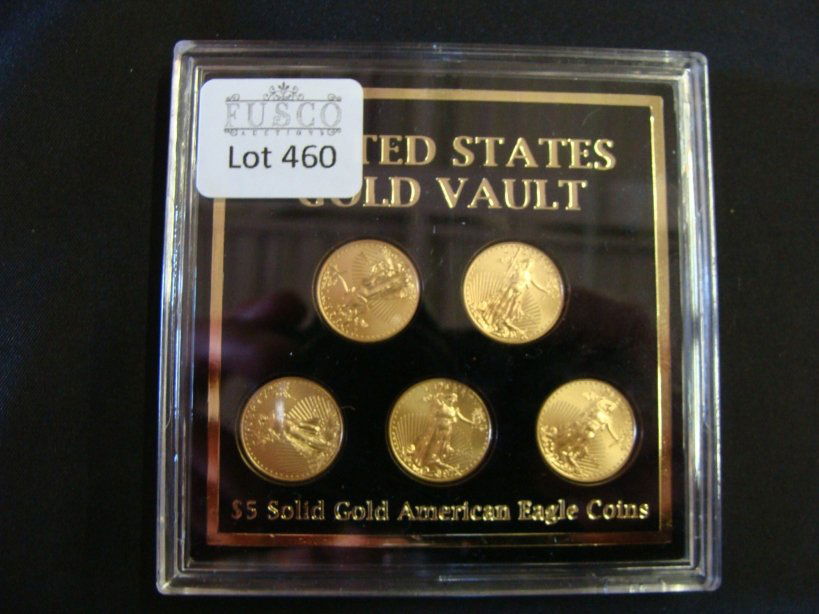 FUSCO
AUCTIONS
Lot 460
TED STATES
GOLD VAULT
$5 Solid Gold American Eagle Coins